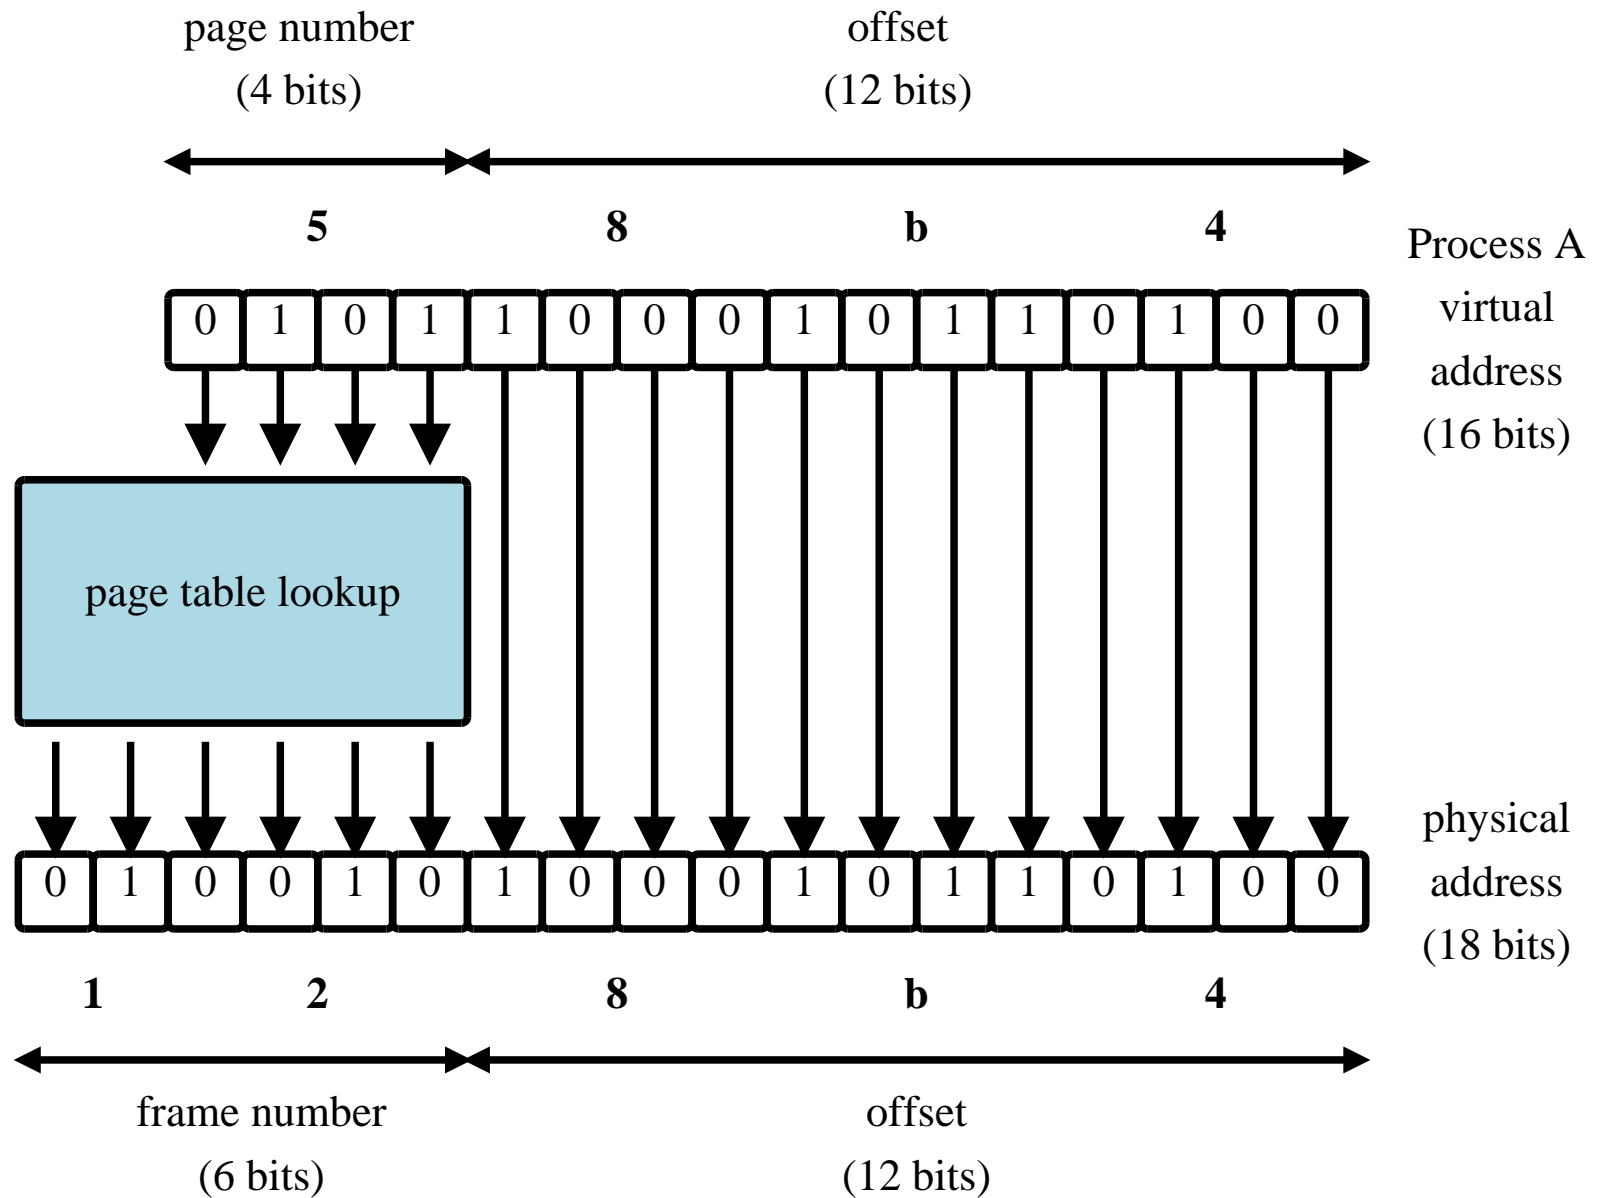 page number
(4 bits)
offset
(12 bits)
5 8 b 4
0 1 0 1 1 0 0 0 1 0 1 1 0 1 0 0
Process A
virtual
address
(16 bits)
page table lookup
0 1 0 0 1 0 1 0 0 0 1 0 1 1 0 1 0 0
physical
address
(18 bits)
1 2 8 b 4
frame number
(6 bits)
offset
(12 bits)